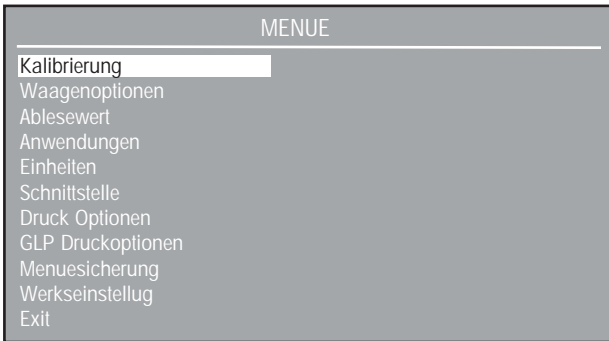 MENUE
Kalibrierung
Waagenoptionen
Ablesewert
Anwendungen
Einheiten
Schnittstelle
Druck Optionen
GLP Druckoptionen
Menuesicherung
Werkseinstellug
Exit